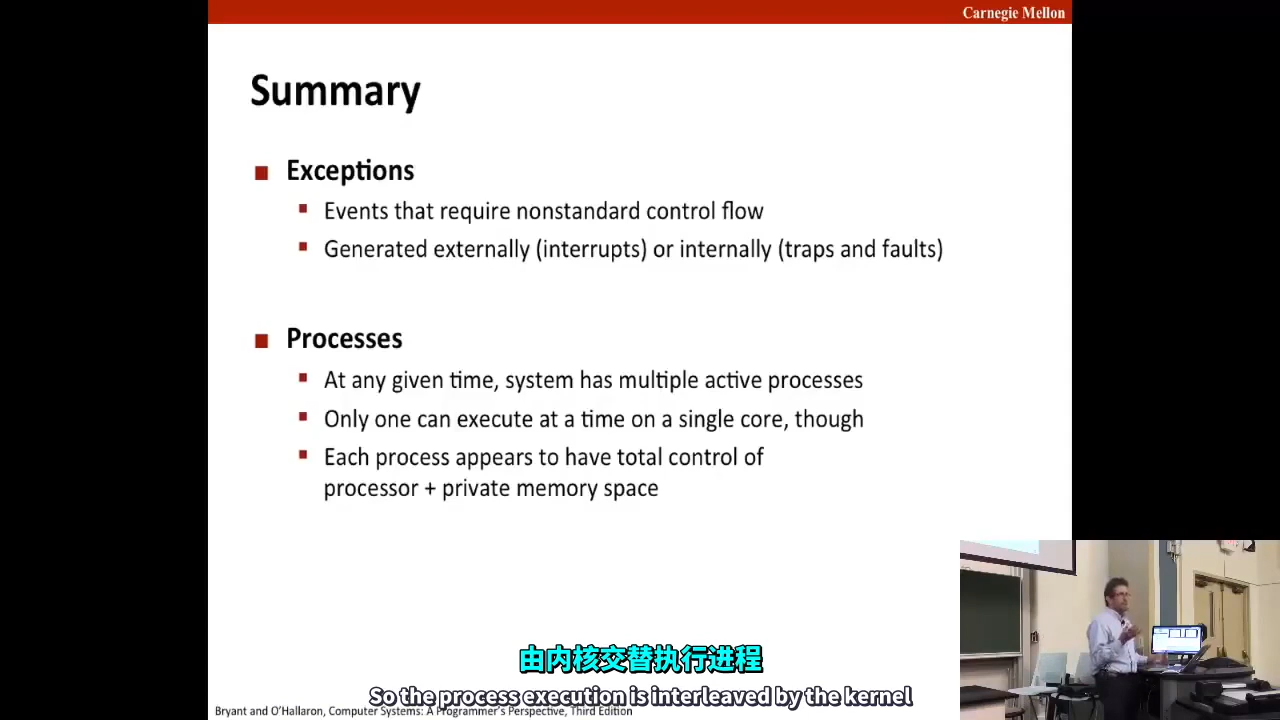 Carnegie Mellon
Summary
Exceptions
Events that require nonstandard control flow
Generated externally (interrupts) or internally (traps and faults)
Processes
At any given time, system has multiple active processes
Only one can execute at a time on a single core, though
Each process appears to have total control of
processor + private memory space
由内核交替执行进程
So the process execution is interleaved by the kernel
Bryant and O'Hallaron, Computer Systems: A Programmer's Perspective, Third Edition